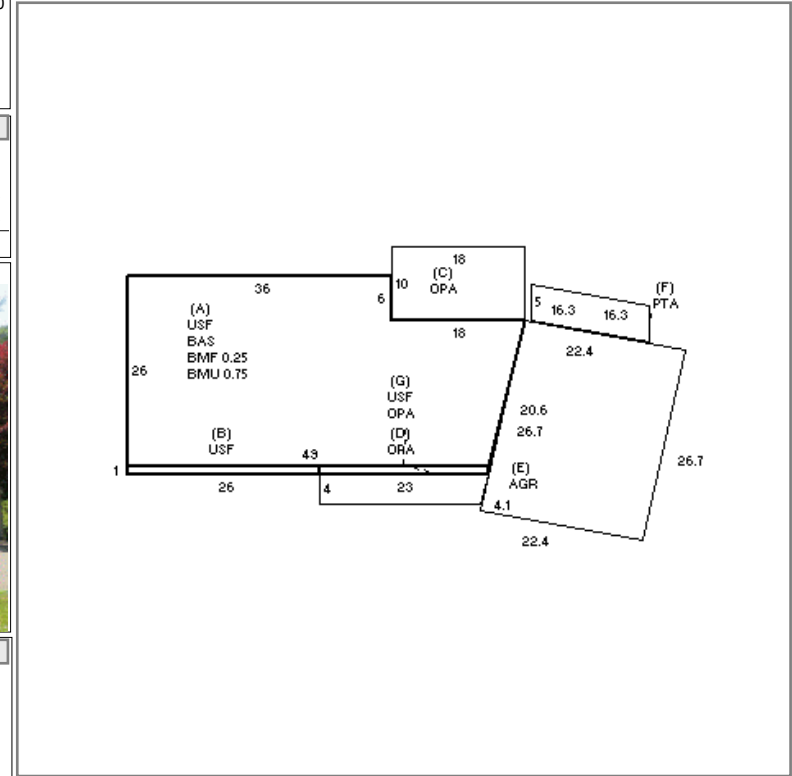 18
(C)
OPA
10
36
6
(A)
USF
BAS
BMF 0.25
BMU 0.75
18
(F)
PTA
5
16.3
16.3
22.4
26
(G)
USF
OPA
20.6
26.7
(B)
USF
49
(D)
(E)
AGR
26.7
1
26
4
23
4.1
22.4